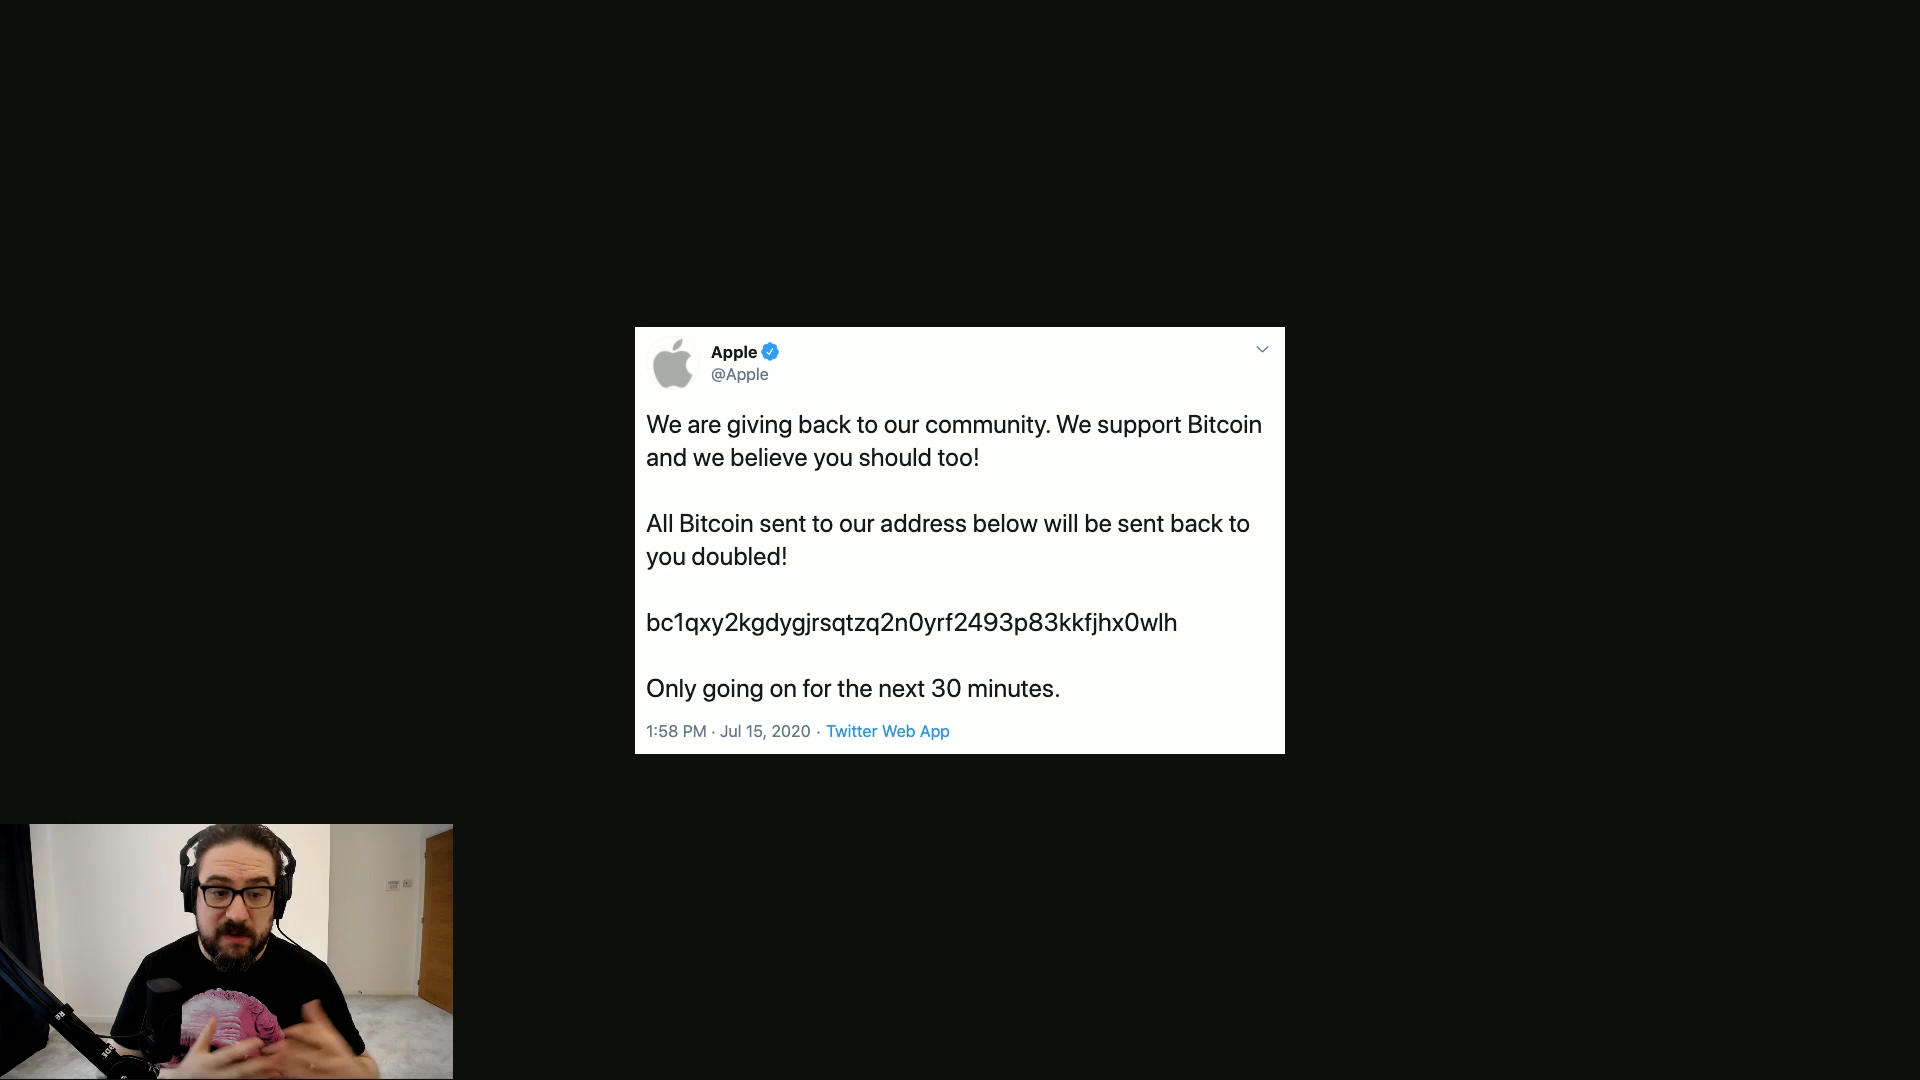 Apple
@Apple
We are giving back to our community. We support Bitcoin
and we believe you should too!
All Bitcoin sent to our address below will be sent back to
you doubled!
bc1qxy2kgdygjrsqtzq2n0yrf2493p83kkfjhx0wlh
Only going on for the next 30 minutes.
1:58 PM · Jul 15, 2020 · Twitter Web App